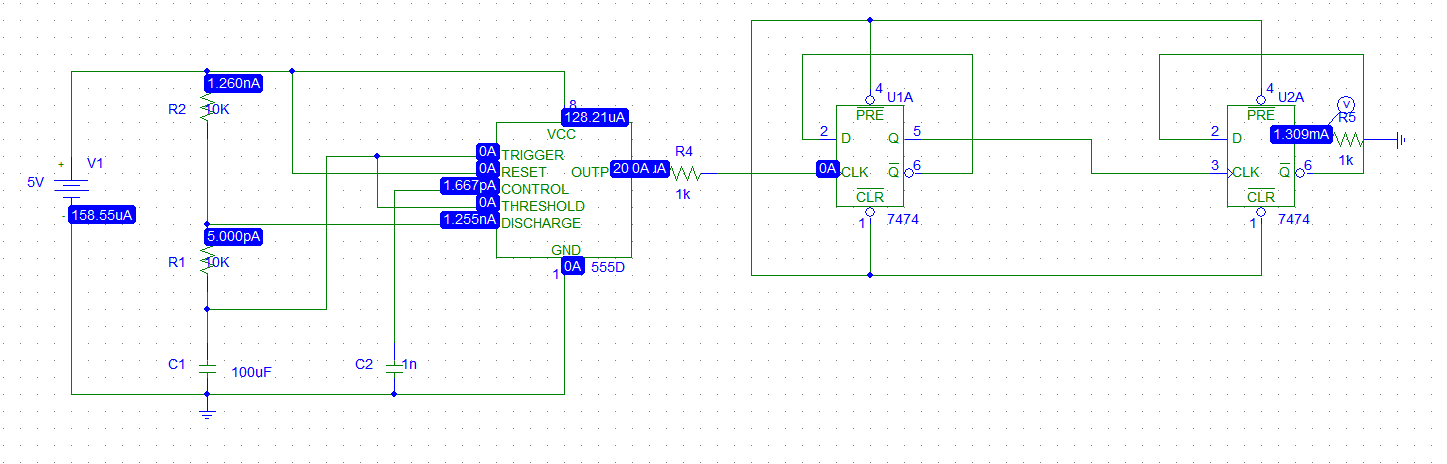 1.260nA
R2
10K
8
128.21uA
VCC
0A
TRIGGER
0A
RESET
1.667pA
CONTROL
0A
THRESHOLD
1.255nA
DISCHARGE
OUTP
GND
1
0A
555D
+
V1
5V
-
158.55uA
5.000pA
R1
10K
C1
100uF
C2
1n
R4
1k
4
U1A
PRE
2
D
Q
5
0A
CLK
Q
6
CLR
1
7474
4
U2A
PRE
V
R5
2
D
1.309mA
1k
3
CLK
Q
6
CLR
1
7474